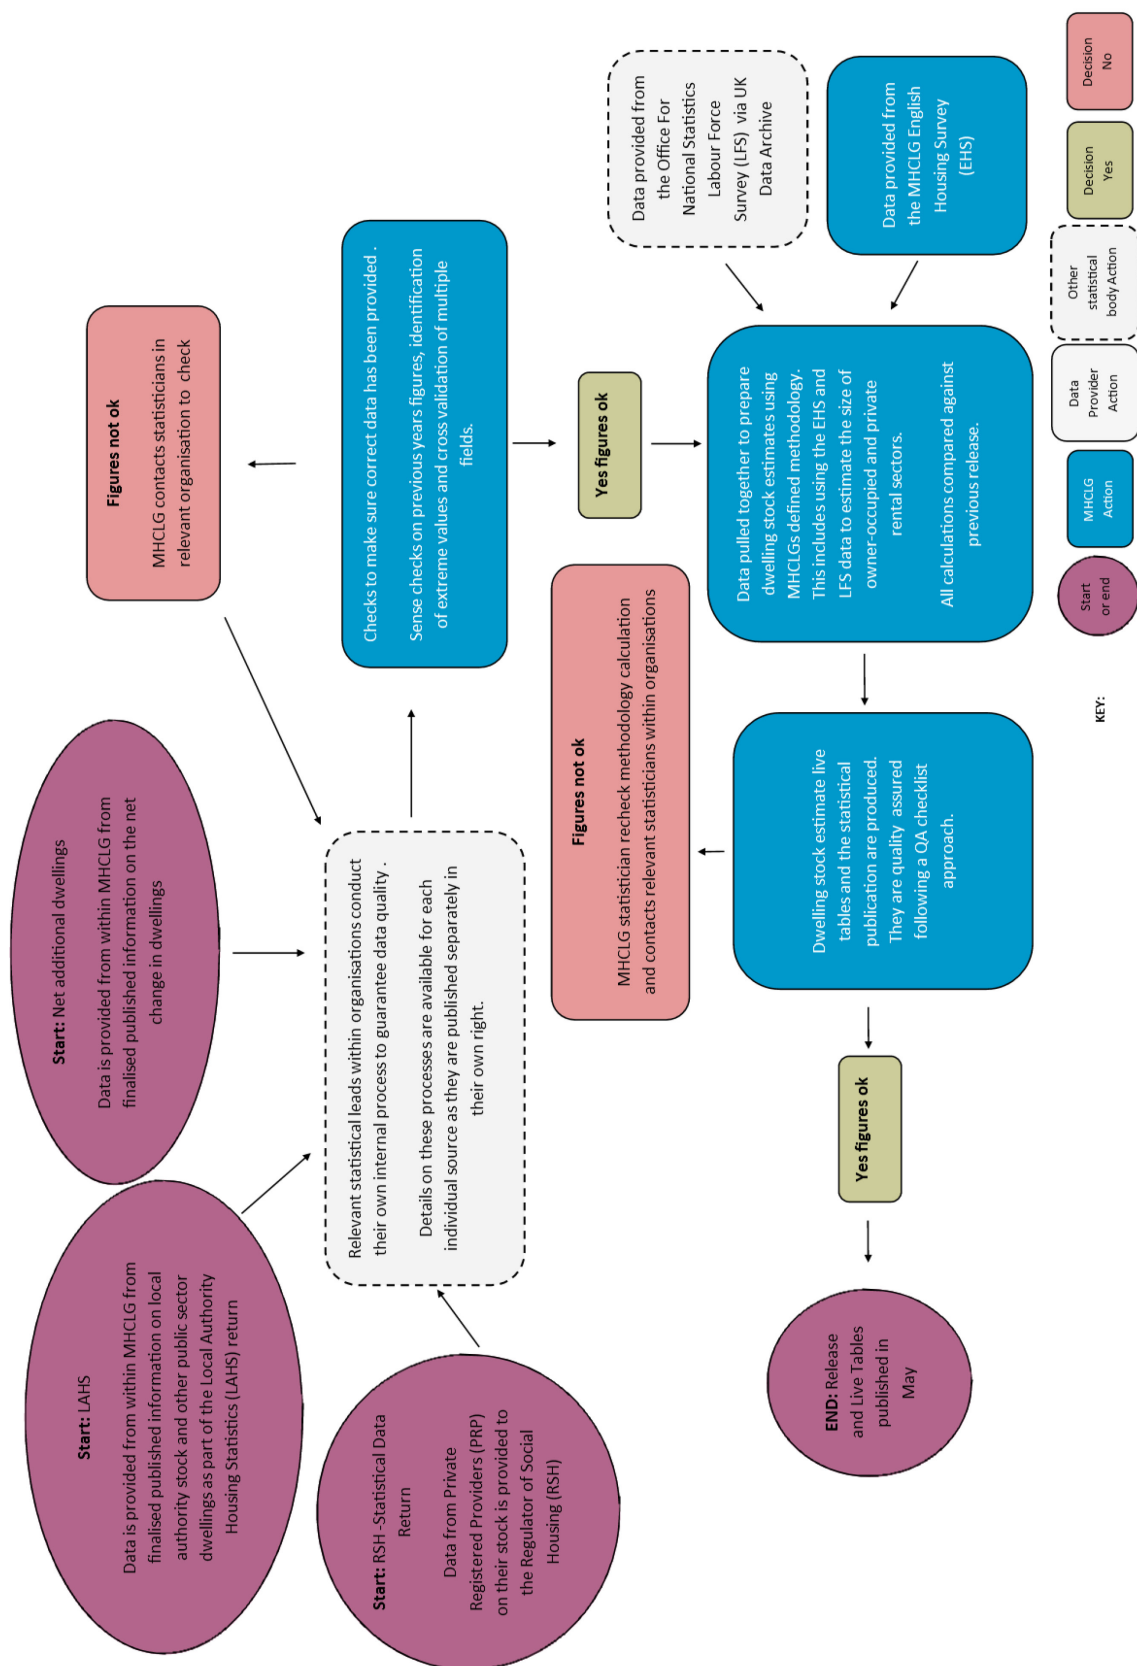 Start: LAHS
Data is provided from within MHCLG from
finalised published information on local
authority stock and other public sector
dwellings as part of the Local Authority
Housing Statistics (LAHS) return
Start: Net additional dwellings
Data is provided from within MHCLG from
finalised published information on the net
change in dwellings
Start: RSH -Statistical Data
Return
Data from Private
Registered Providers (PRP)
on their stock is provided to
the Regulator of Social
Housing (RSH)
Relevant statistical leads within organisations conduct
their own internal process to guarantee data quality .
Details on these processes are available for each
individual source as they are published separately in
their own right.
Figures not ok
MHCLG contacts statisticians in
relevant organisation to check
Checks to make sure correct data has been provided .
Sense checks on previous years figures, identification
of extreme values and cross validation of multiple
fields.
Yes figures ok
Data provided from
the Office For
National Statistics
Labour Force
Survey (LFS) via UK
Data Archive
Data provided from
the MHCLG English
Housing Survey
(EHS)
Data pulled together to prepare
dwelling stock estimates using
MHCLGs defined methodology.
This includes using the EHS and
LFS data to estimate the size of
owner-occupied and private
rental sectors.
All calculations compared against
previous release.
Figures not ok
MHCLG statistician recheck methodology calculation
and contacts relevant statisticians within organisations
Dwelling stock estimate live
tables and the statistical
publication are produced.
They are quality assured
following a QA checklist
approach.
Yes figures ok
END: Release
and Live Tables
published in
May
KEY:
Start
or end
MHCLG
Action
Data
Provider
Action
Other
statistical
body Action
Decision
Yes
Decision
No